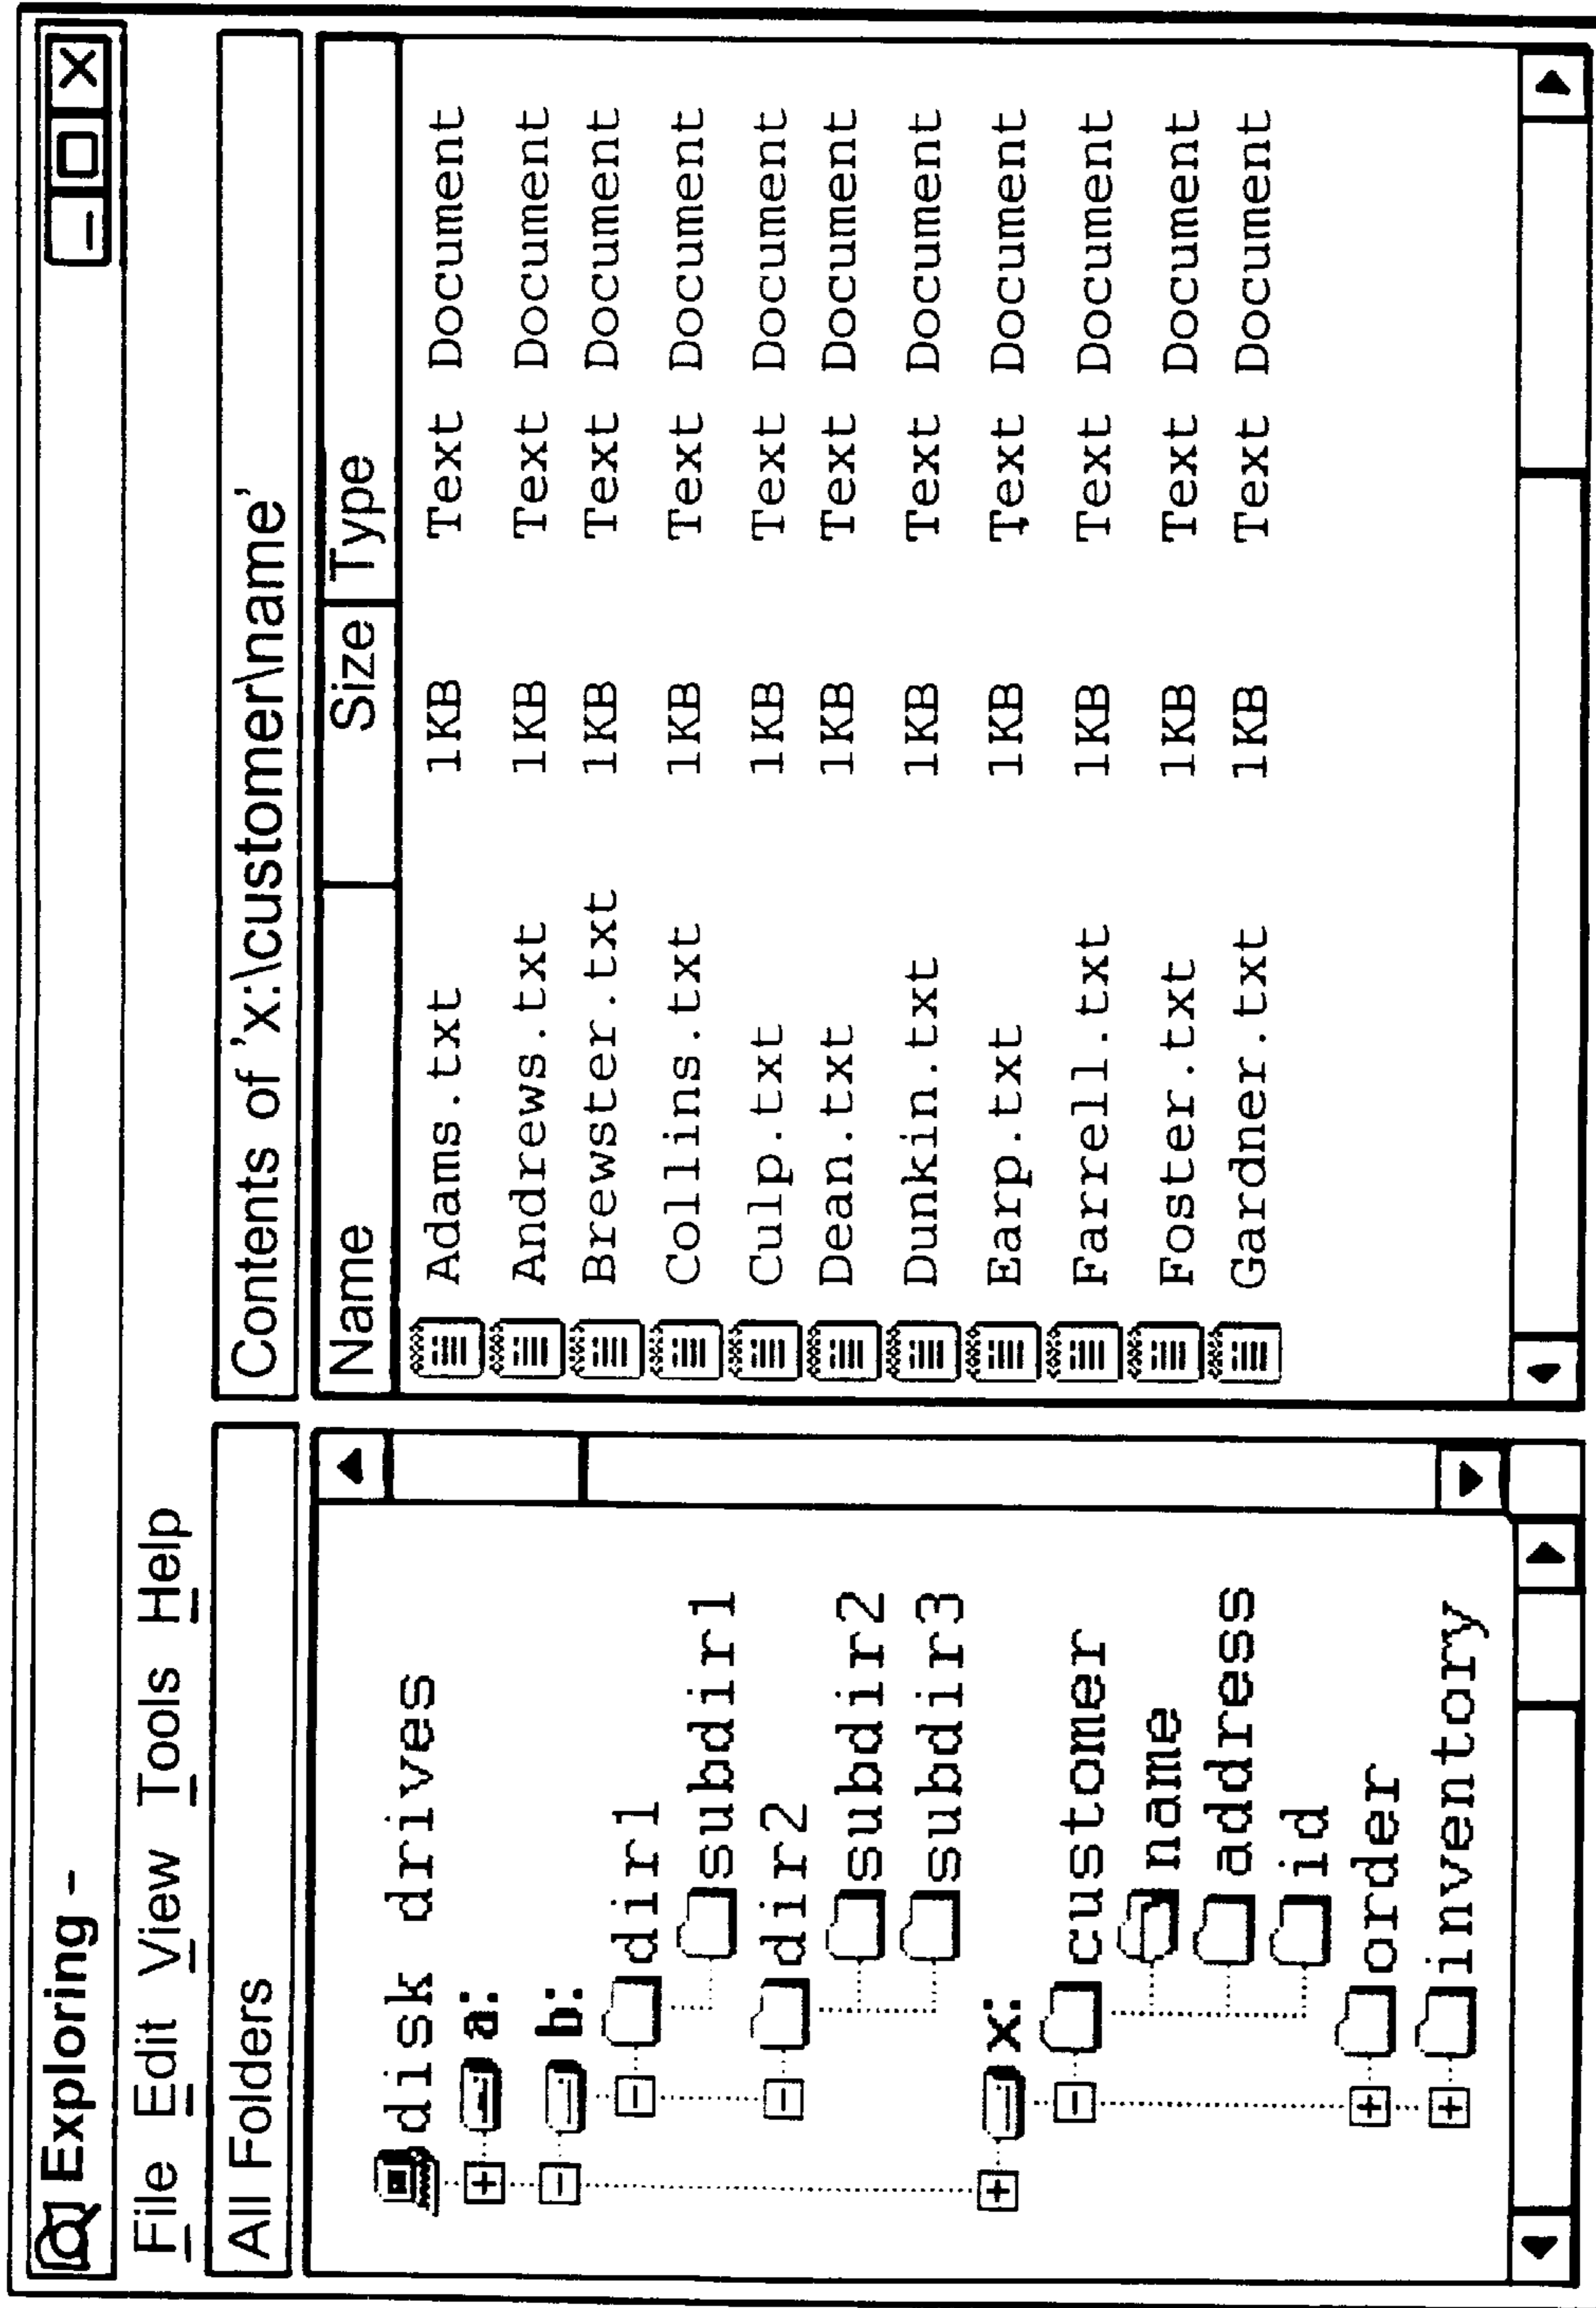 Exploring -
File Edit View Tools Help
All Folders
disk drives
a:
b:
dir1
subdir1
dir2
subdir2
subdir3
x:
customer
name
address
id
order
inventory
Contents of 'x:\customer\name'
Name Size Type
Adams.txt 1KB Text Document
Andrews.txt 1KB Text Document
Brewster.txt 1KB Text Document
Collins.txt 1KB Text Document
Culp.txt 1KB Text Document
Dean.txt 1KB Text Document
Dunkin.txt 1KB Text Document
Earp.txt 1KB Text Document
Farrell.txt 1KB Text Document
Foster.txt 1KB Text Document
Gardner.txt 1KB Text Document